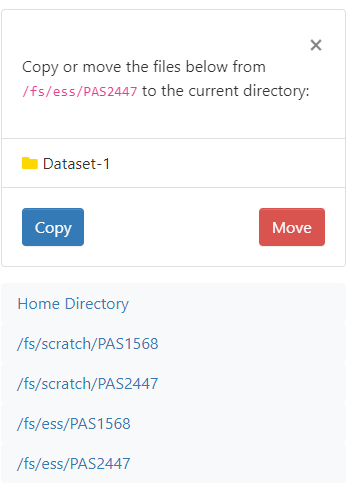 ×
Copy or move the files below from
/fs/ess/PAS2447 to the current directory:
Dataset-1
Copy
Move
Home Directory
/fs/scratch/PAS1568
/fs/scratch/PAS2447
/fs/ess/PAS1568
/fs/ess/PAS2447